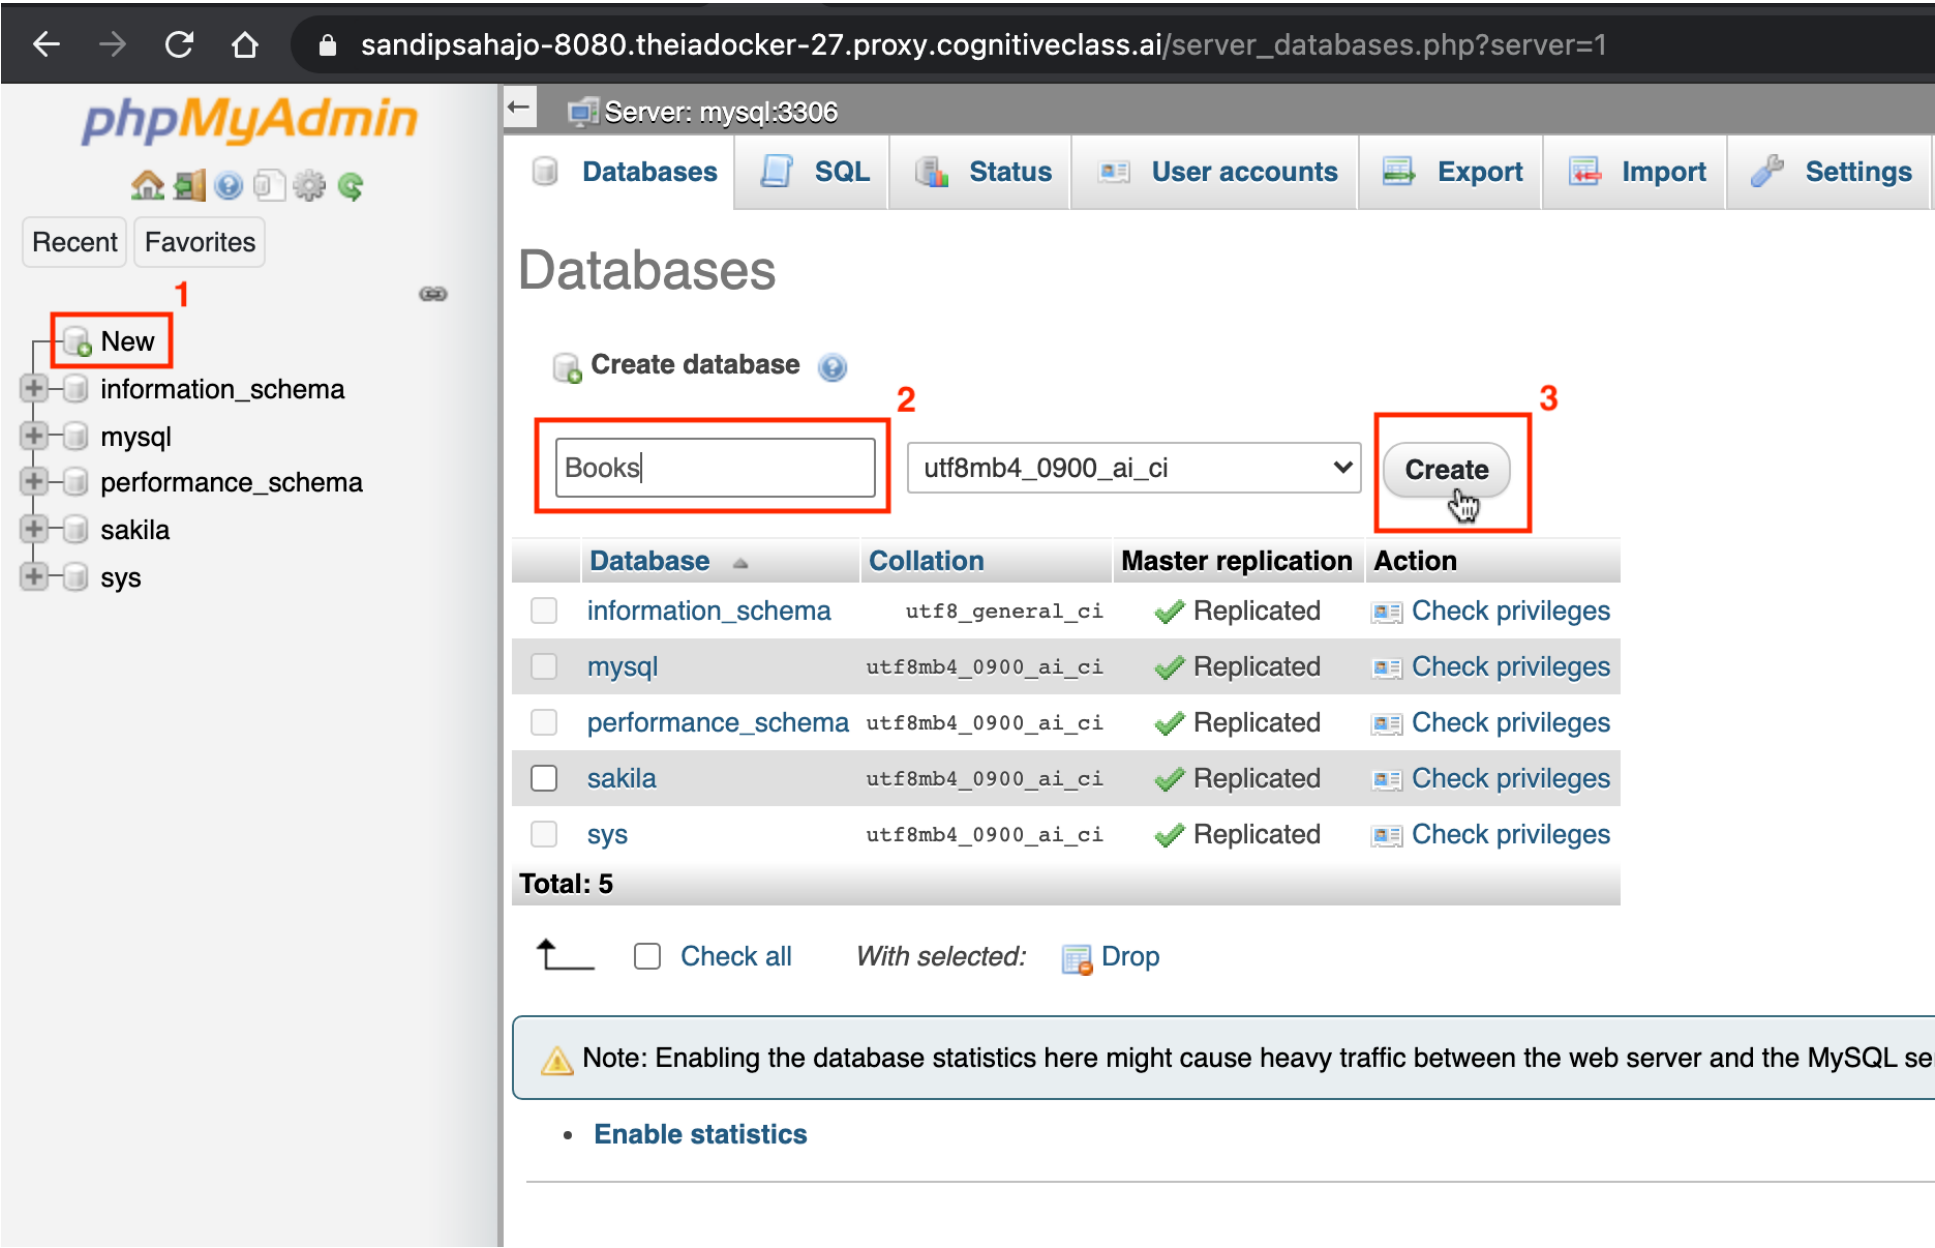 sandipsahajo-8080.theiadocker-27.proxy.cognitiveclass.ai/server_databases.php?server=1
phpMyAdmin
Recent Favorites
1
New
information_schema
mysql
performance_schema
sakila
sys
Server: mysql:3306
Databases SQL Status User accounts Export Import Settings
Databases
Create database
2
3
Books utf8mb4_0900_ai_ci Create
Database Collation Master replication Action
information_schema utf8_general_ci Replicated Check privileges
mysql utf8mb4_0900_ai_ci Replicated Check privileges
performance_schema utf8mb4_0900_ai_ci Replicated Check privileges
sakila utf8mb4_0900_ai_ci Replicated Check privileges
sys utf8mb4_0900_ai_ci Replicated Check privileges
Total: 5
Check all With selected: Drop
Note: Enabling the database statistics here might cause heavy traffic between the web server and the MySQL se
• Enable statistics